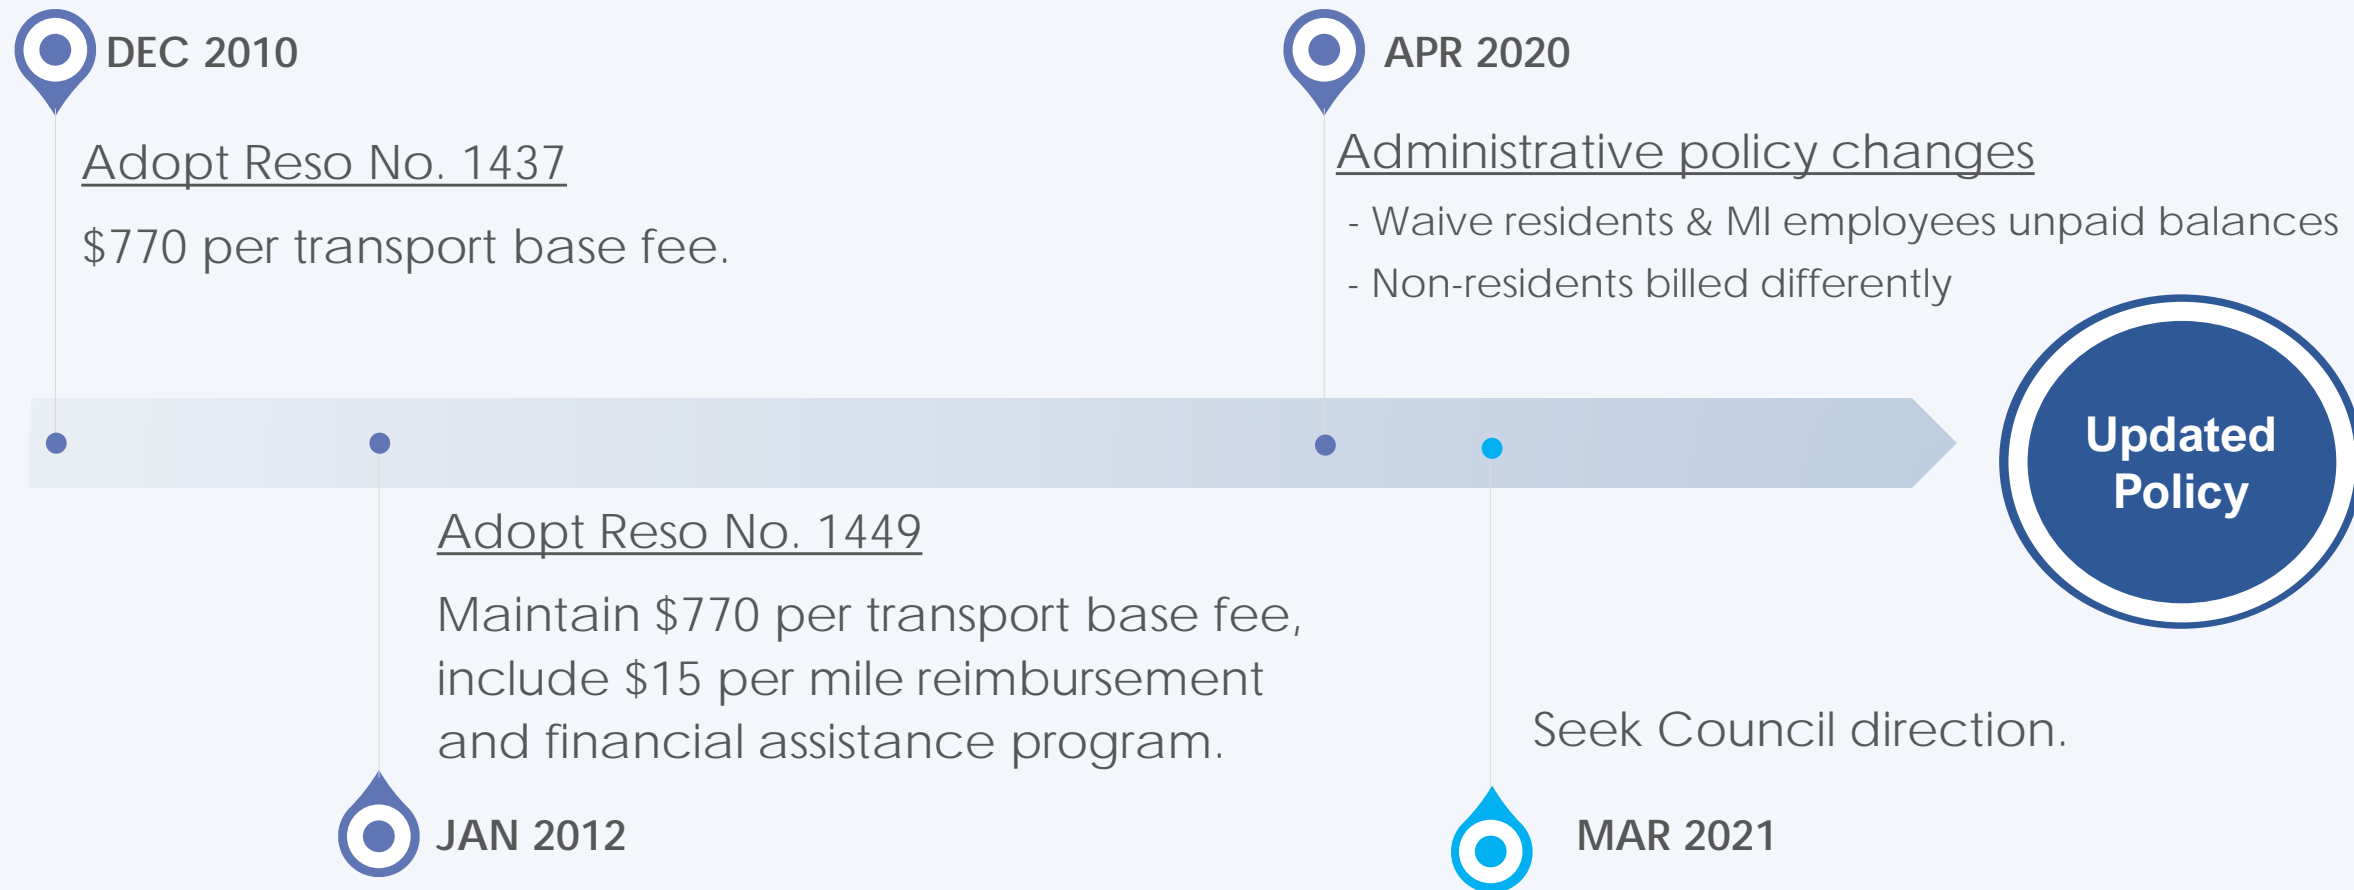 DEC 2010
Adopt Reso No. 1437
$770 per transport base fee.
JAN 2012
Adopt Reso No. 1449
Maintain $770 per transport base fee,
include $15 per mile reimbursement
and financial assistance program.
APR 2020
Administrative policy changes
- Waive residents & MI employees unpaid balances
- Non-residents billed differently
MAR 2021
Seek Council direction.
Updated
Policy